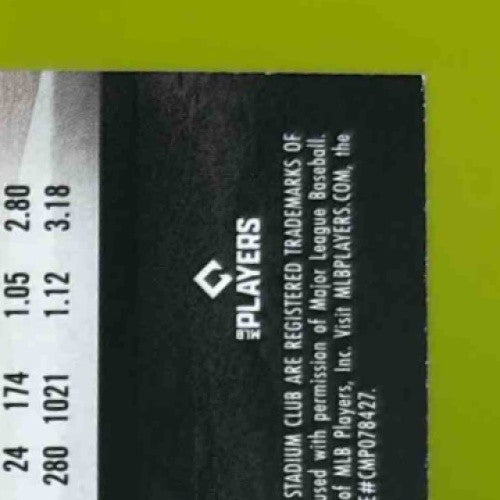 24 174 1.05 2.80
280 1021 1.12 3.18
MLB PLAYERS
STADIUM CLUB ARE REGISTERED TRADEMARKS OF
used with permission of Major League Baseball.
of MLB Players, Inc. Visit MLBPLAYERS.COM, the
E#CMP078427.